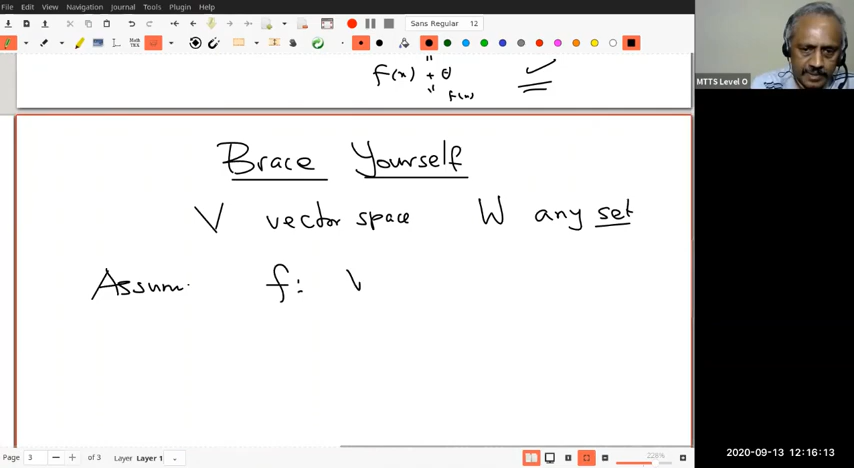 File Edit View Navigation Journal Tools Plugin Help
Sans Regular 12
f(x) + θ
f(x)
MTTS Level O
Brace Yourself
V vector space W any set
Assum. f: V
Page 3 of 3 Layer Layer 1 228%
2020-09-13 12:16:13